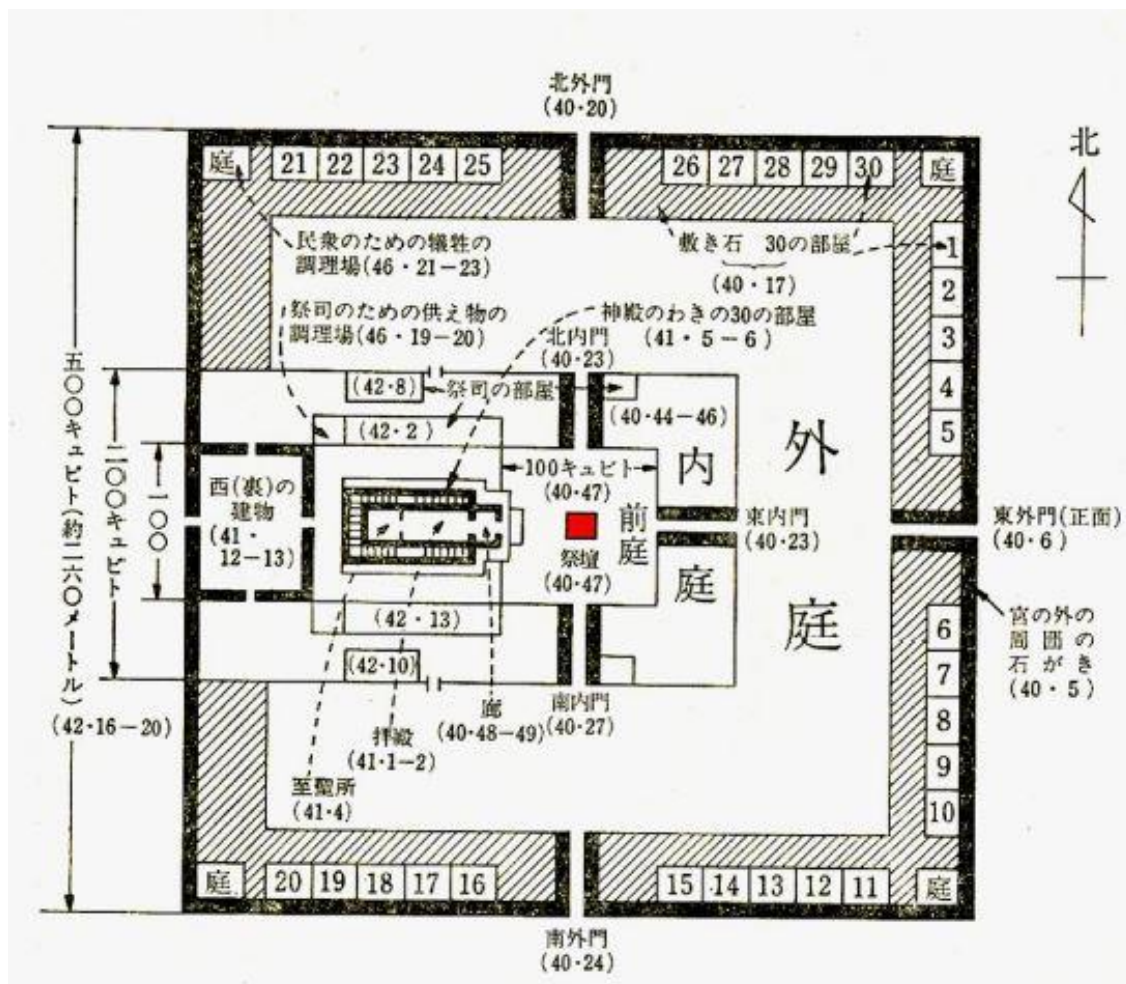 北外門
(40・20)
北
庭
21 22 23 24 25
26 27 28 29 30
庭
民衆のための犠牲の
調理場(46・21−23)
敷き石 30の部屋
(40・17)
1
2
3
4
5
祭司のための供え物の
調理場(46・19−20)
神殿のわきの30の部屋
(41・5−6)
北内門
(40・23)
(42・8)
祭司の部屋
(40・44−46)
(42・2)
五〇〇キュビト(約二六〇メートル)
(42・16−20)
二〇〇キュビト
一〇〇
西(裏)の
建物
(41・
12−13)
100キュビト
(40・47)
祭壇
(40・47)
前庭
内庭
外庭
東内門
(40・23)
東外門(正面)
(40・6)
宮の外の
周囲の
石がき
(40・5)
(42・13)
(42・10)
南内門
(40・27)
廊
(40・48−49)
拝殿
(41・1−2)
至聖所
(41・4)
6
7
8
9
10
庭
20 19 18 17 16
15 14 13 12 11
庭
南外門
(40・24)